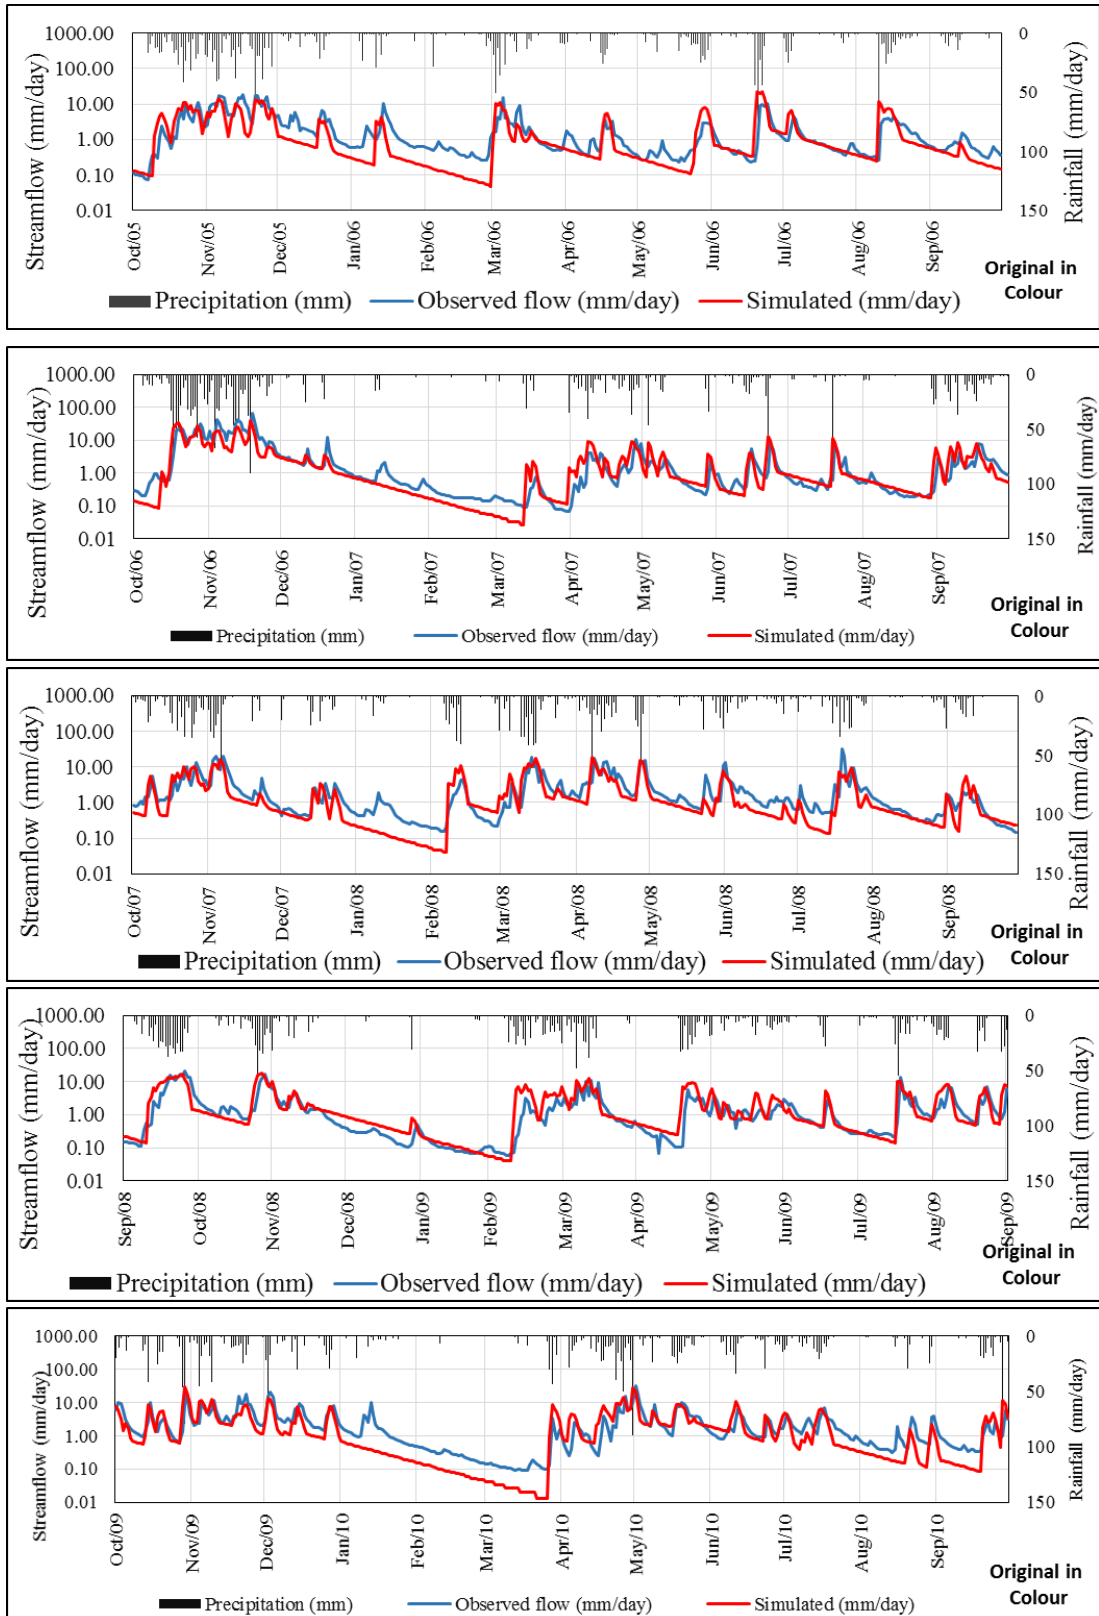 Streamflow (mm/day)
1000.00
100.00
10.00
1.00
0.10
0.01
0
50
100
150
Rainfall (mm/day)
Oct/05 Nov/05 Dec/05 Jan/06 Feb/06 Mar/06 Apr/06 May/06 Jun/06 Jul/06 Aug/06 Sep/06
Original in
Colour
Precipitation (mm) Observed flow (mm/day) Simulated (mm/day)
Streamflow (mm/day)
1000.00
100.00
10.00
1.00
0.10
0.01
0
50
100
150
Rainfall (mm/day)
Oct/06 Nov/06 Dec/06 Jan/07 Feb/07 Mar/07 Apr/07 May/07 Jun/07 Jul/07 Aug/07 Sep/07
Original in
Colour
Precipitation (mm) Observed flow (mm/day) Simulated (mm/day)
Streamflow (mm/day)
1000.00
100.00
10.00
1.00
0.10
0.01
0
50
100
150
Rainfall (mm/day)
Oct/07 Nov/07 Dec/07 Jan/08 Feb/08 Mar/08 Apr/08 May/08 Jun/08 Jul/08 Aug/08 Sep/08
Original in
Colour
Precipitation (mm) Observed flow (mm/day) Simulated (mm/day)
Streamflow (mm/day)
1000.00
100.00
10.00
1.00
0.10
0.01
0
50
100
150
Rainfall (mm/day)
Sep/08 Oct/08 Nov/08 Dec/08 Jan/09 Feb/09 Mar/09 Apr/09 May/09 Jun/09 Jul/09 Aug/09 Sep/09
Original in
Colour
Precipitation (mm) Observed flow (mm/day) Simulated (mm/day)
Streamflow (mm/day)
1000.00
100.00
10.00
1.00
0.10
0.01
0
50
100
150
Rainfall (mm/day)
Oct/09 Nov/09 Dec/09 Jan/10 Feb/10 Mar/10 Apr/10 May/10 Jun/10 Jul/10 Aug/10 Sep/10
Original in
Colour
Precipitation (mm) Observed flow (mm/day) Simulated (mm/day)